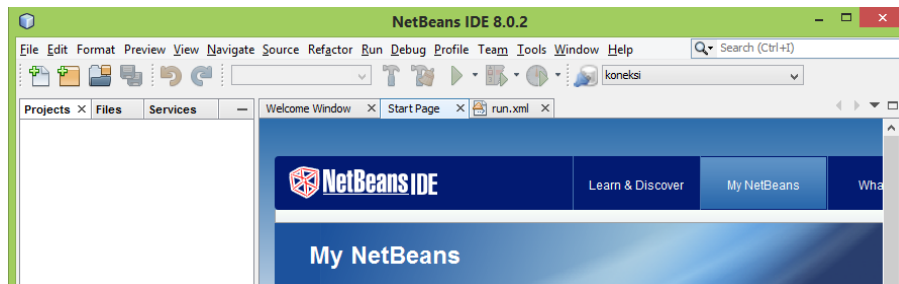 NetBeans IDE 8.0.2
File Edit Format Preview View Navigate Source Refactor Run Debug Profile Team Tools Window Help Search (Ctrl+I)
koneksi
Projects Files Services Welcome Window Start Page run.xml
NetBeans IDE Learn & Discover My NetBeans Wha
My NetBeans